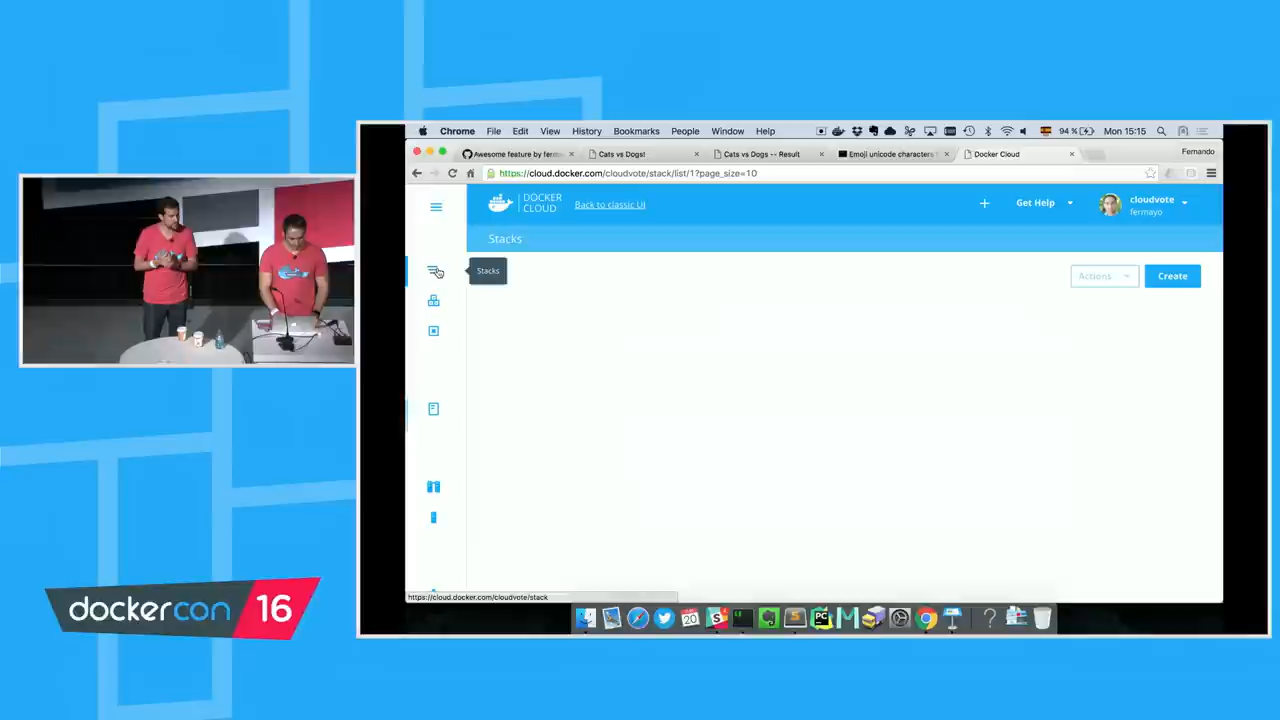 Chrome File Edit View History Bookmarks People Window Help
94 %
Mon 15:15
Awesome feature by ferm
Cats vs Dogs!
Cats vs Dogs -- Result
Emoji unicode characters
Docker Cloud
Fernando
https://cloud.docker.com/cloudvote/stack/list/1?page_size=10
DOCKER
CLOUD
Back to classic UI
Get Help
cloudvote
fermayo
Stacks
Stacks
Actions
Create
https://cloud.docker.com/cloudvote/stack
20
PC
dockercon 16